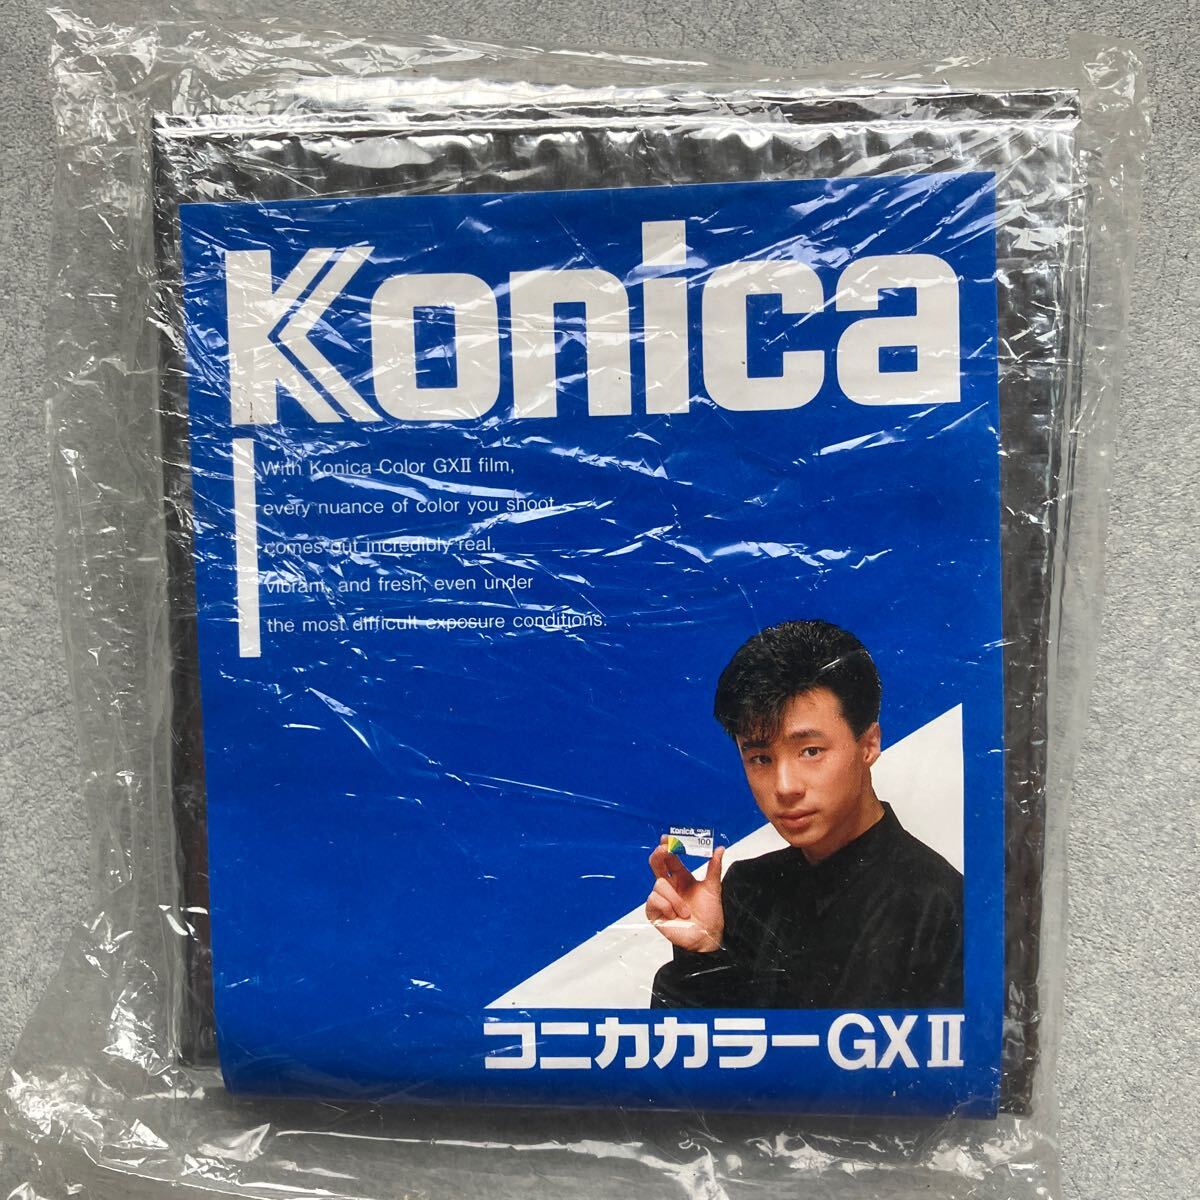 Konica
With Konica Color GXII film,
every nuance of color you shoot
comes out incredibly real,
vibrant, and fresh, even under
the most difficult exposure conditions.
Konica COLOR
100
コニカカラーGXII